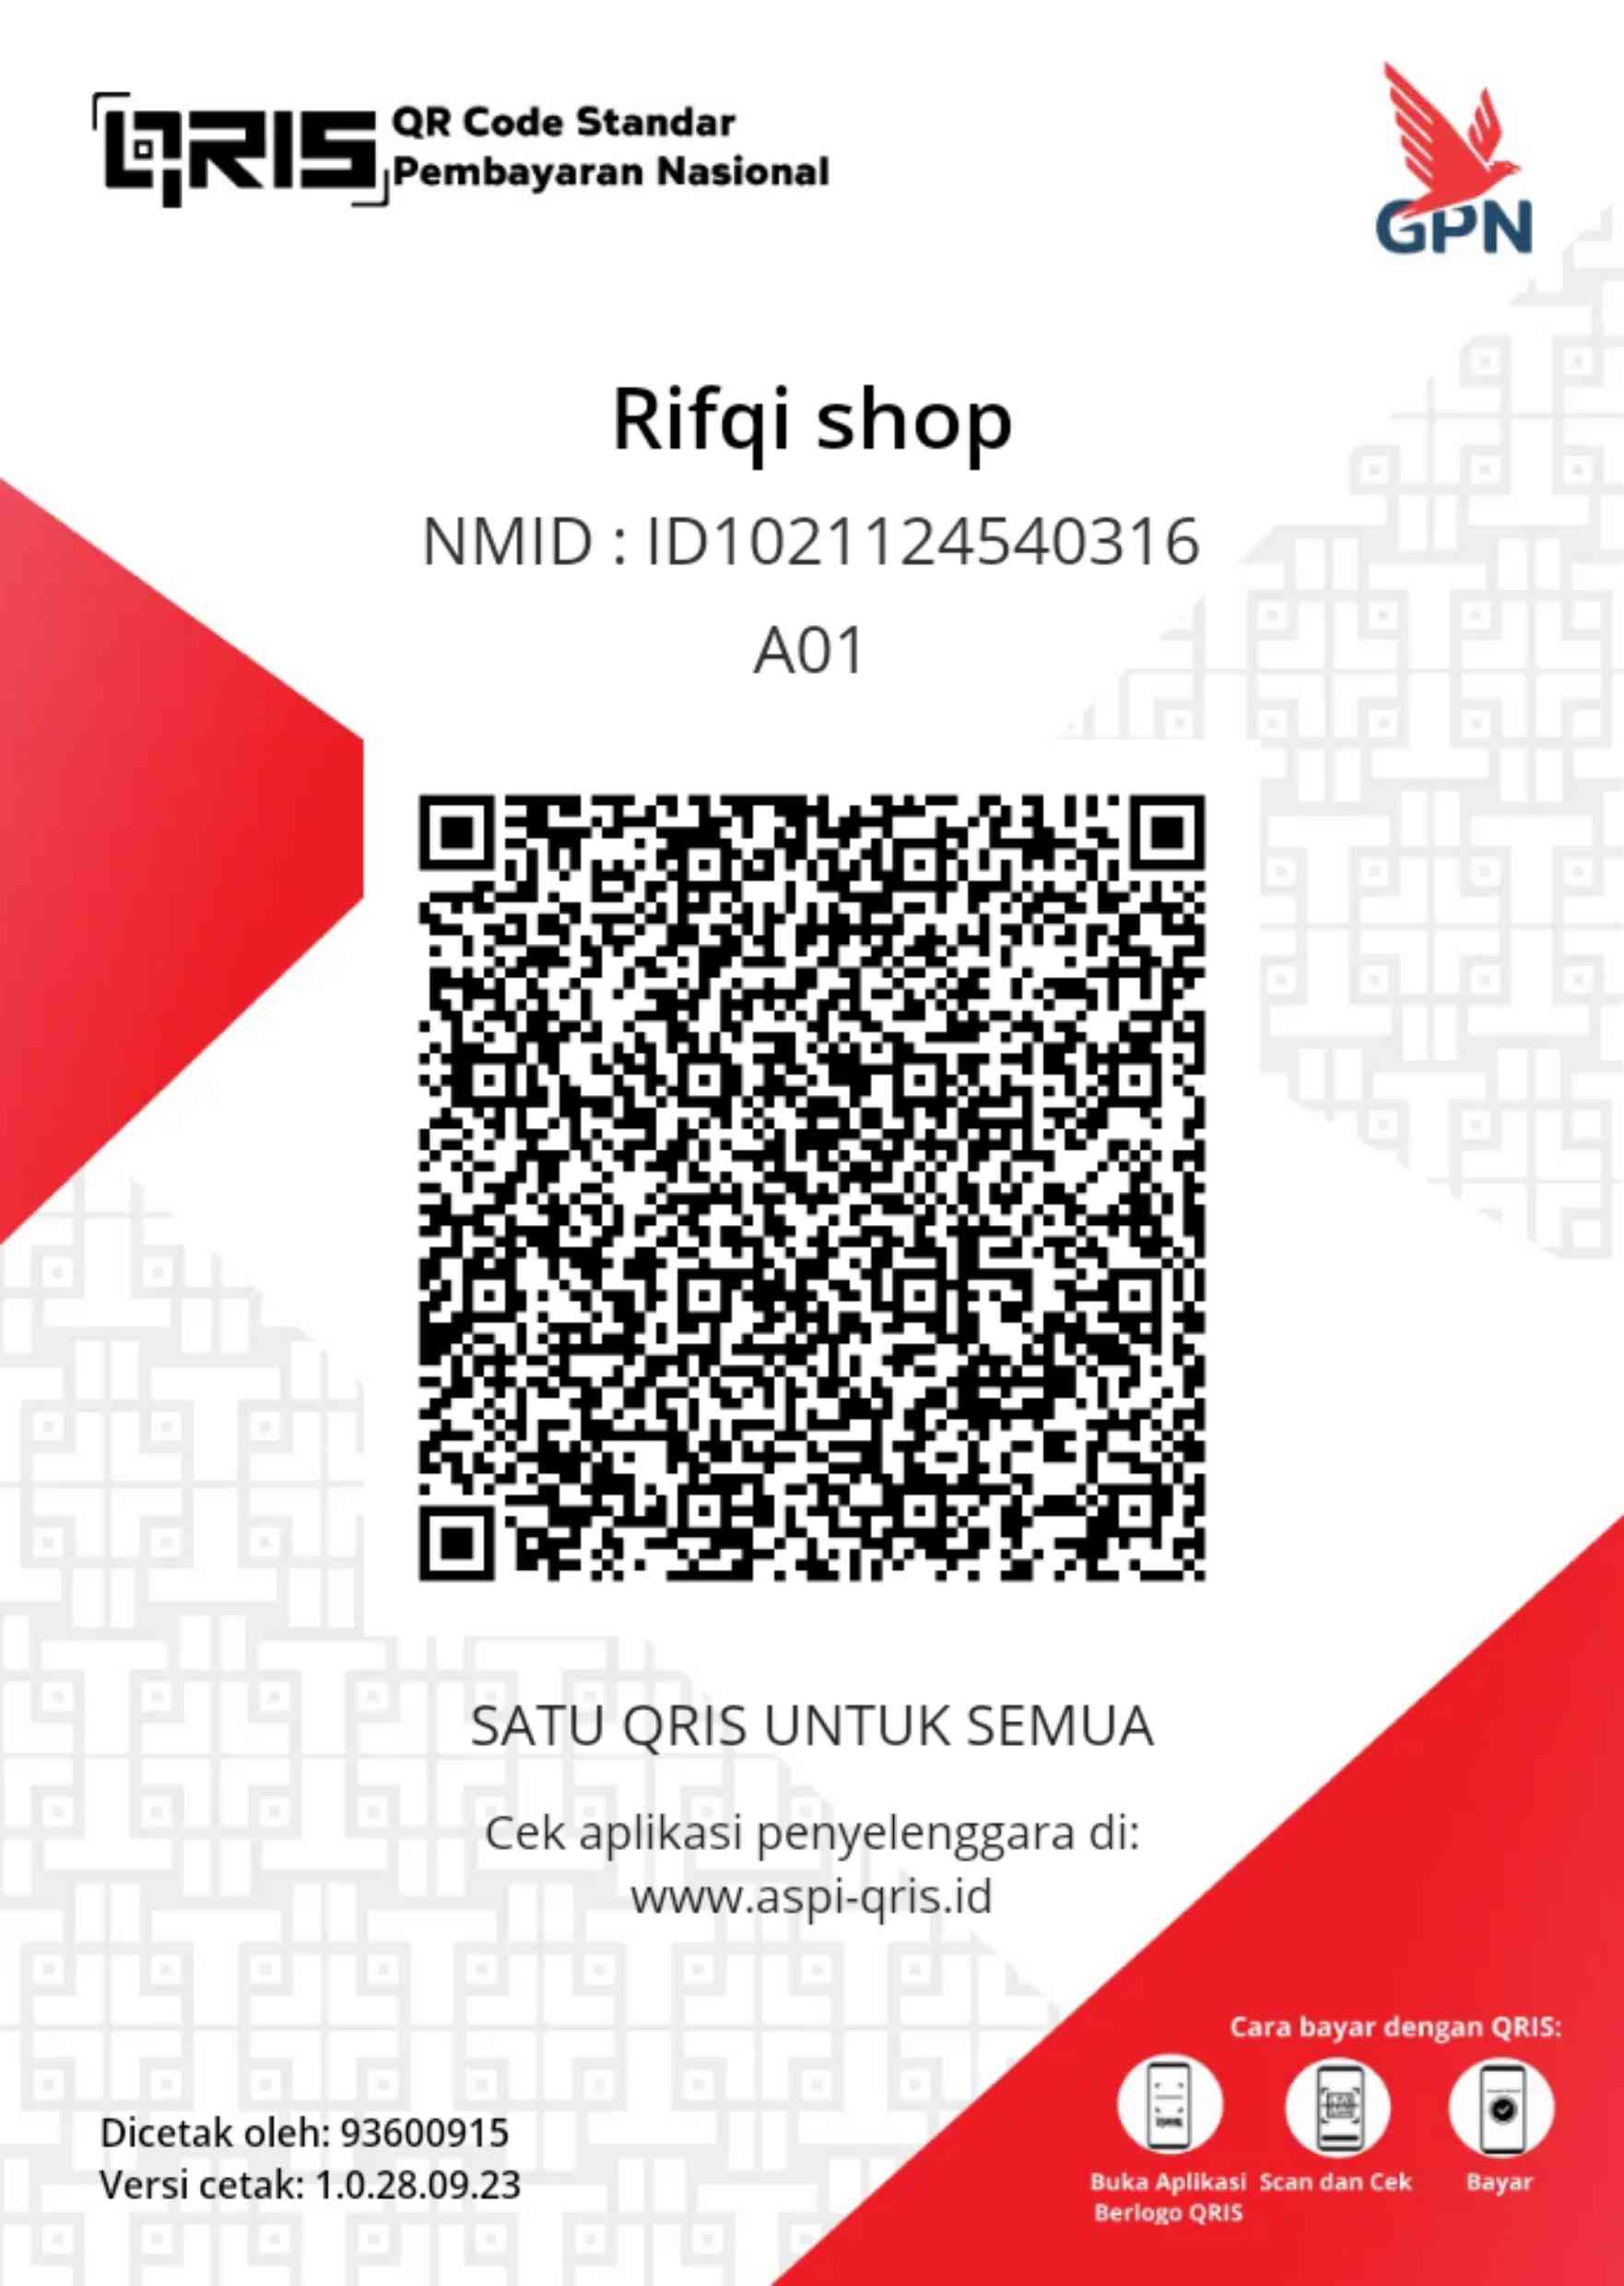 QRIS QR Code Standar
Pembayaran Nasional
GPN
Rifqi shop
NMID : ID1021124540316
A01
SATU QRIS UNTUK SEMUA
Cek aplikasi penyelenggara di:
www.aspi-qris.id
Cara bayar dengan QRIS:
Buka Aplikasi Berlogo QRIS
Scan dan Cek
Bayar
Dicetak oleh: 93600915
Versi cetak: 1.0.28.09.23